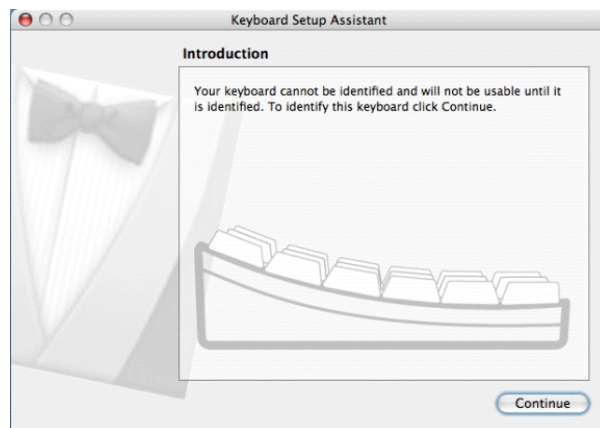 Keyboard Setup Assistant
Introduction
Your keyboard cannot be identified and will not be usable until it
is identified. To identify this keyboard click Continue.
Continue